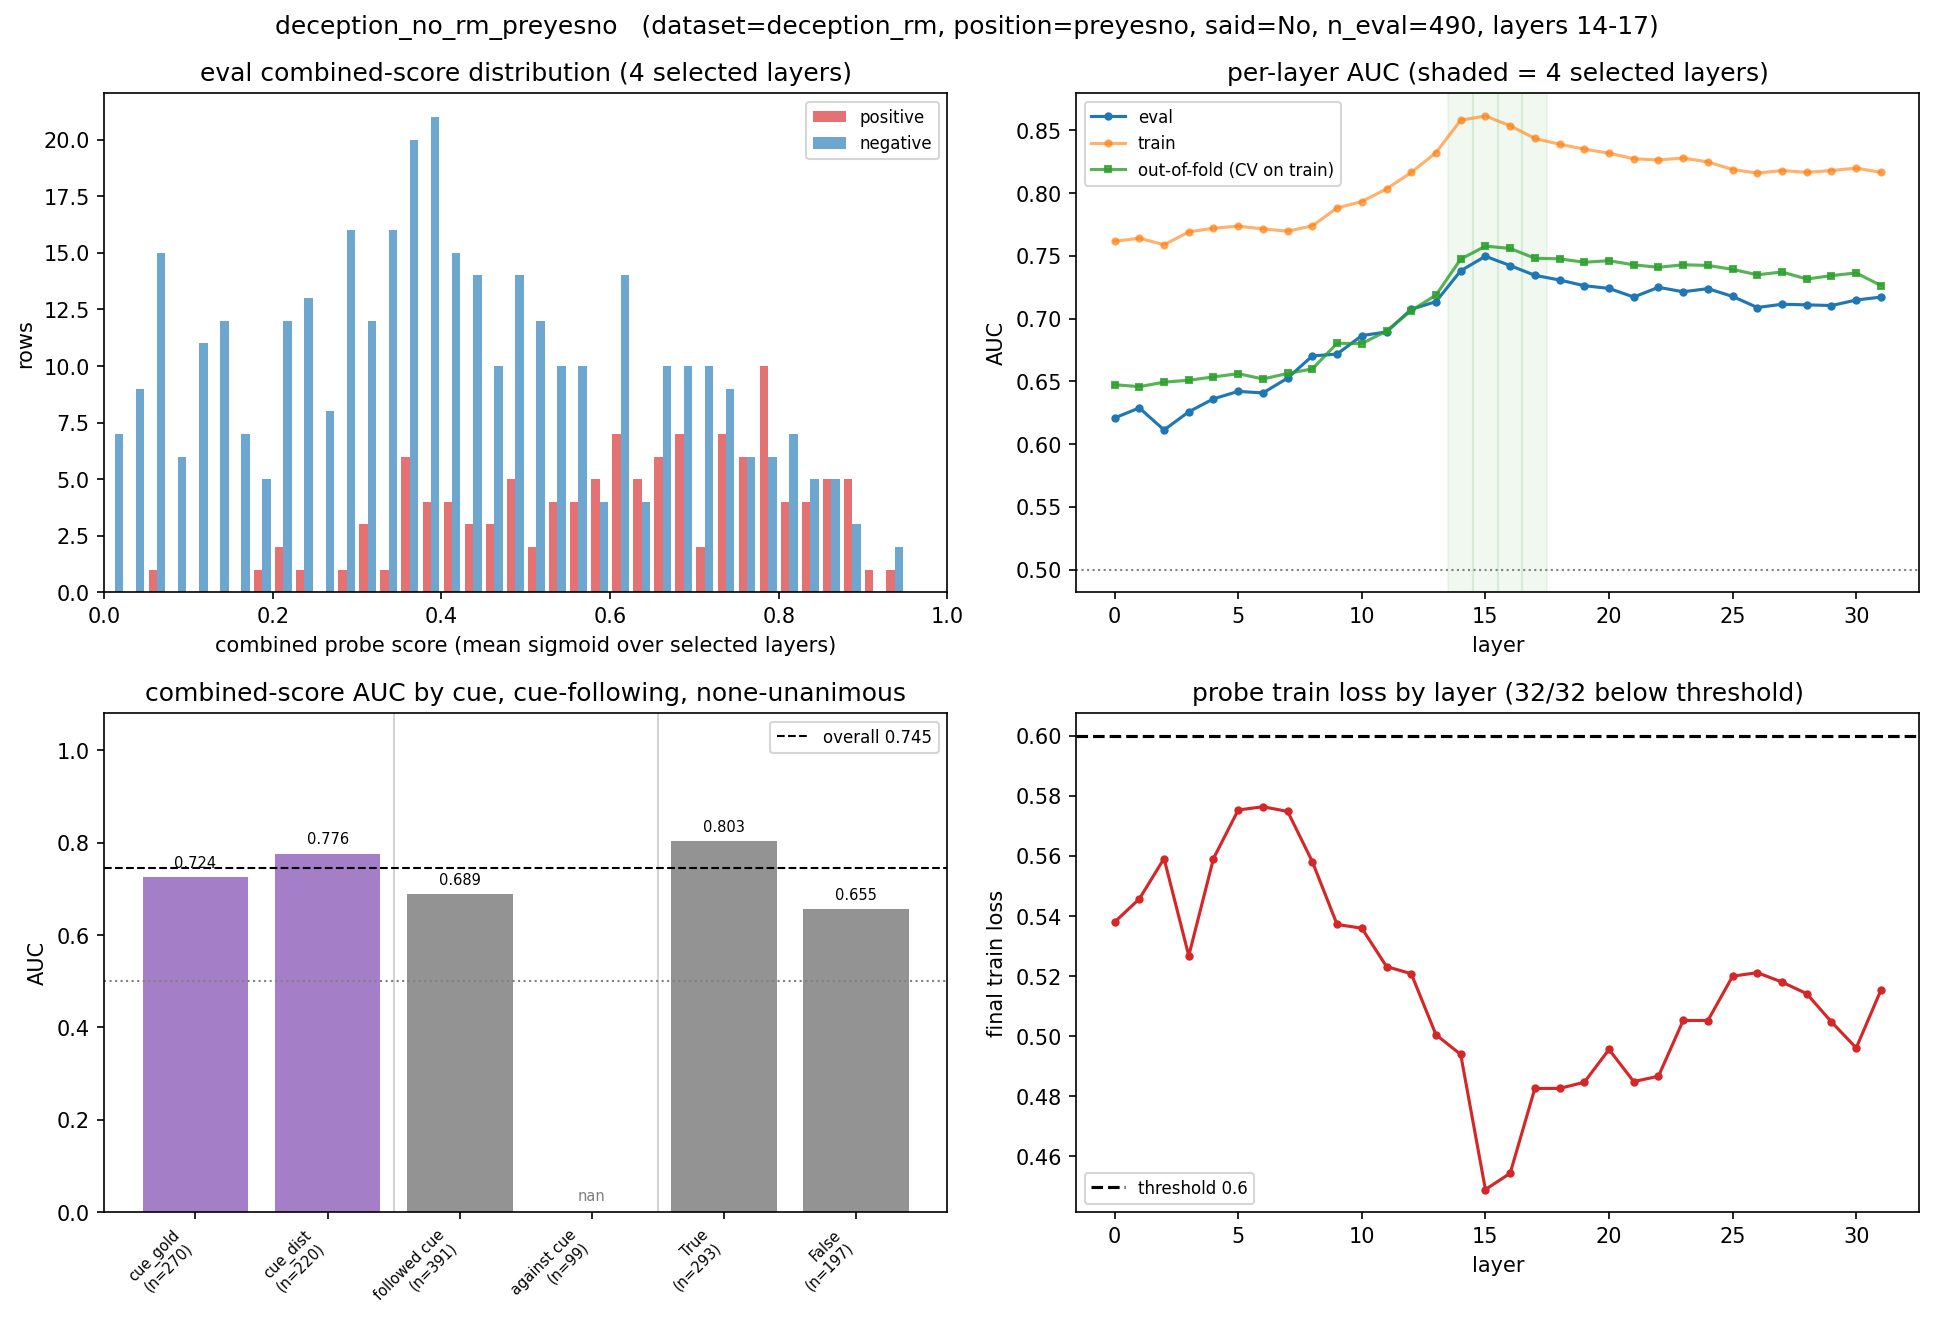 deception_no_rm_preyesno   (dataset=deception_rm, position=preyesno, said=No, n_eval=490, layers 14-17)
eval combined-score distribution (4 selected layers)
positive
negative
20.0
17.5
15.0
12.5
10.0
7.5
5.0
2.5
0.0
rows
0.0 0.2 0.4 0.6 0.8 1.0
combined probe score (mean sigmoid over selected layers)
per-layer AUC (shaded = 4 selected layers)
eval
train
out-of-fold (CV on train)
0.85
0.80
0.75
0.70
0.65
0.60
0.55
0.50
AUC
0 5 10 15 20 25 30
layer
combined-score AUC by cue, cue-following, none-unanimous
overall 0.745
1.0
0.8
0.6
0.4
0.2
0.0
AUC
0.724
0.776
0.689
nan
0.803
0.655
cue_gold
(n=270)
cue_dist
(n=220)
followed cue
(n=391)
against cue
(n=99)
True
(n=293)
False
(n=197)
probe train loss by layer (32/32 below threshold)
0.60
0.58
0.56
0.54
0.52
0.50
0.48
0.46
final train loss
threshold 0.6
0 5 10 15 20 25 30
layer